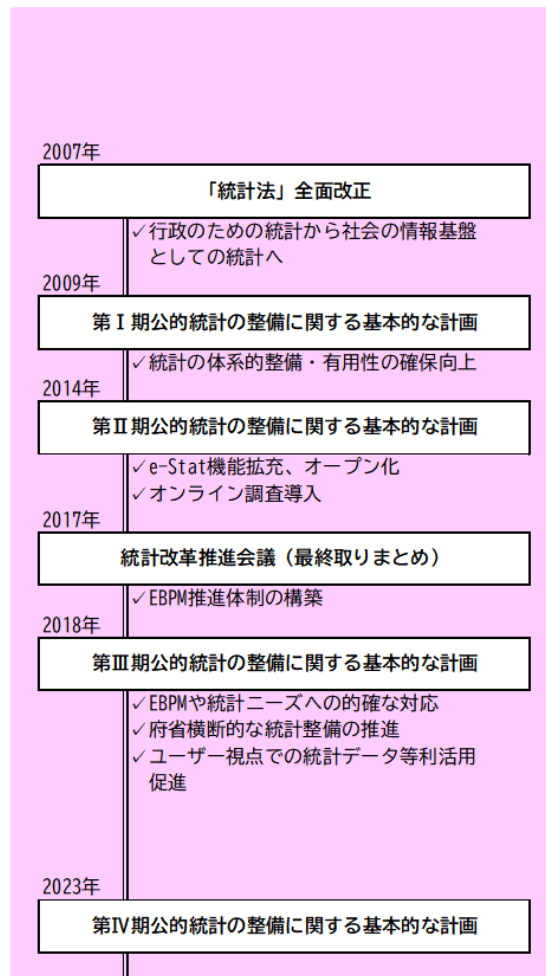 2007年
「統計法」全面改正
✓行政のための統計から社会の情報基盤
としての統計へ
2009年
第Ⅰ期公的統計の整備に関する基本的な計画
✓統計の体系的整備・有用性の確保向上
2014年
第Ⅱ期公的統計の整備に関する基本的な計画
✓e-Stat機能拡充、オープン化
✓オンライン調査導入
2017年
統計改革推進会議（最終取りまとめ）
✓EBPM推進体制の構築
2018年
第Ⅲ期公的統計の整備に関する基本的な計画
✓EBPMや統計ニーズへの的確な対応
✓府省横断的な統計整備の推進
✓ユーザー視点での統計データ等利活用
促進
2023年
第Ⅳ期公的統計の整備に関する基本的な計画